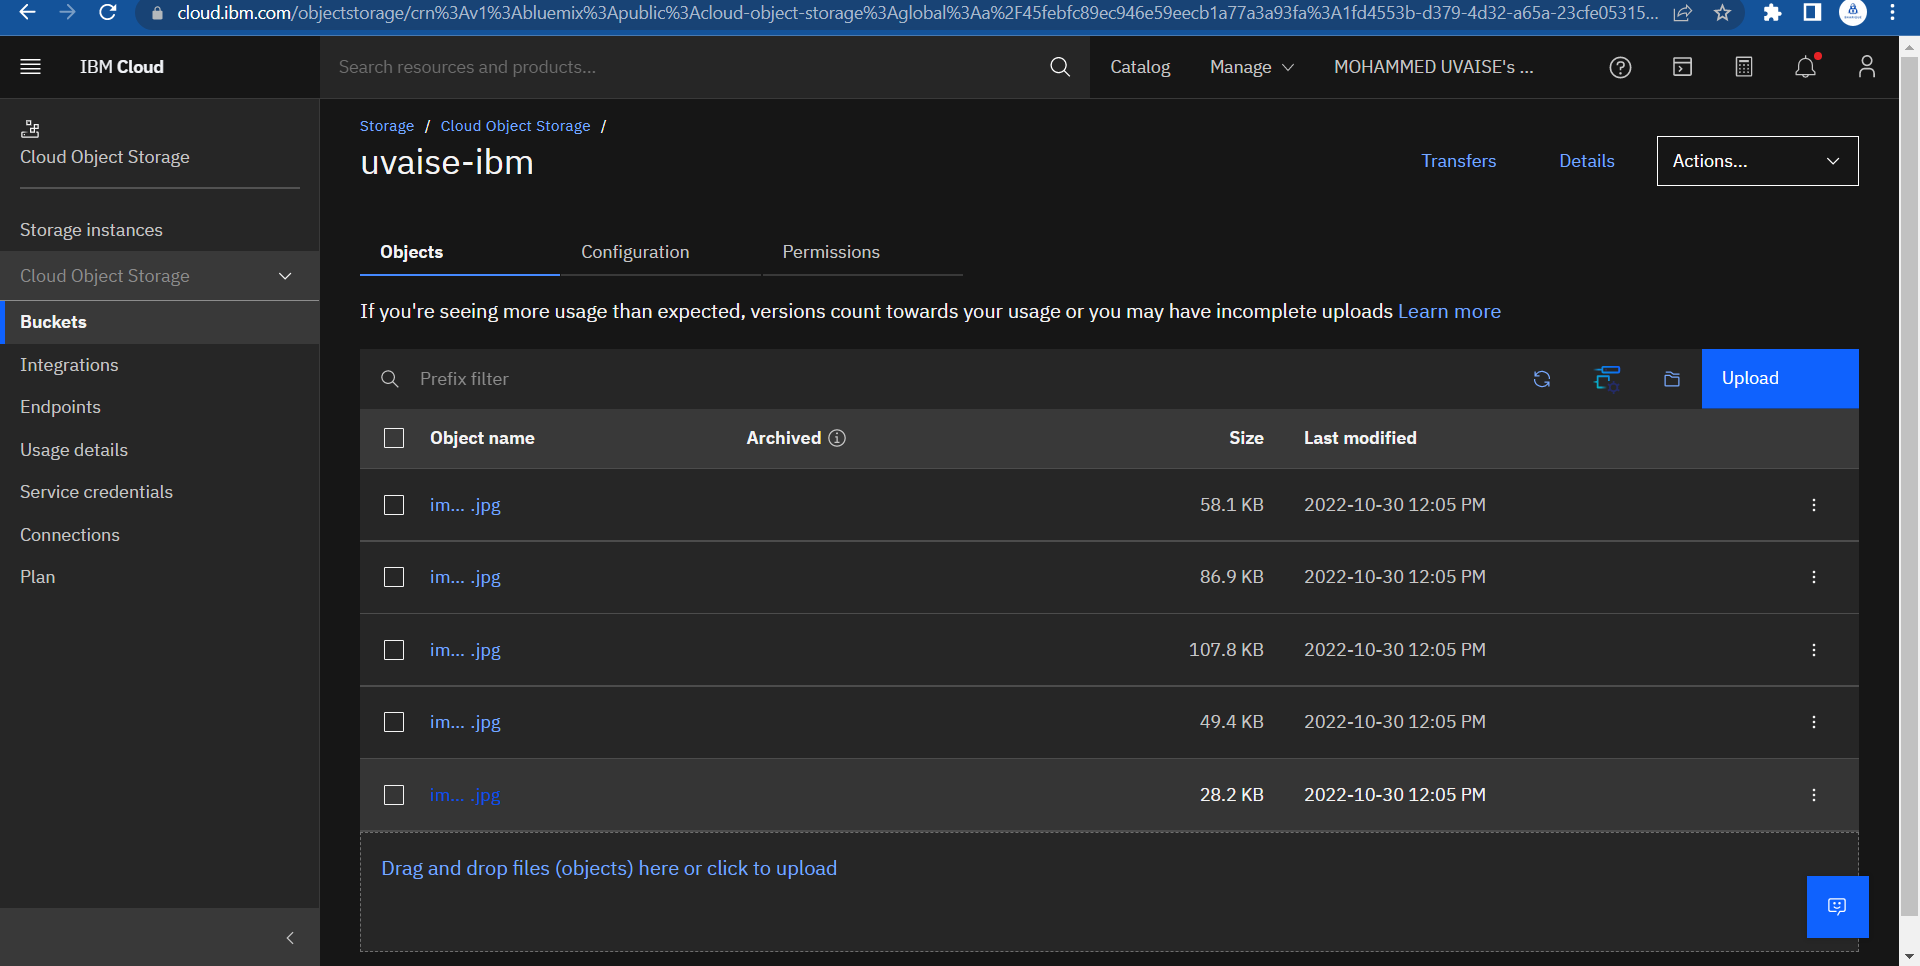 cloud.ibm.com/objectstorage/crn%3Av1%3Abluemix%3Apublic%3Acloud-object-storage%3Aglobal%3Aa%2F45febfc89ec946e59eecb1a77a3a93fa%3A1fd4553b-d379-4d32-a65a-23cfe05315...
IBM Cloud
Search resources and products...
Catalog
Manage
MOHAMMED UVAISE's ...
Cloud Object Storage
Storage instances
Cloud Object Storage
Buckets
Integrations
Endpoints
Usage details
Service credentials
Connections
Plan
Storage / Cloud Object Storage /
uvaise-ibm
Transfers
Details
Actions...
Objects
Configuration
Permissions
If you're seeing more usage than expected, versions count towards your usage or you may have incomplete uploads Learn more
Prefix filter
Upload
Object name Archived Size Last modified
im... .jpg 58.1 KB 2022-10-30 12:05 PM
im... .jpg 86.9 KB 2022-10-30 12:05 PM
im... .jpg 107.8 KB 2022-10-30 12:05 PM
im... .jpg 49.4 KB 2022-10-30 12:05 PM
im... .jpg 28.2 KB 2022-10-30 12:05 PM
Drag and drop files (objects) here or click to upload